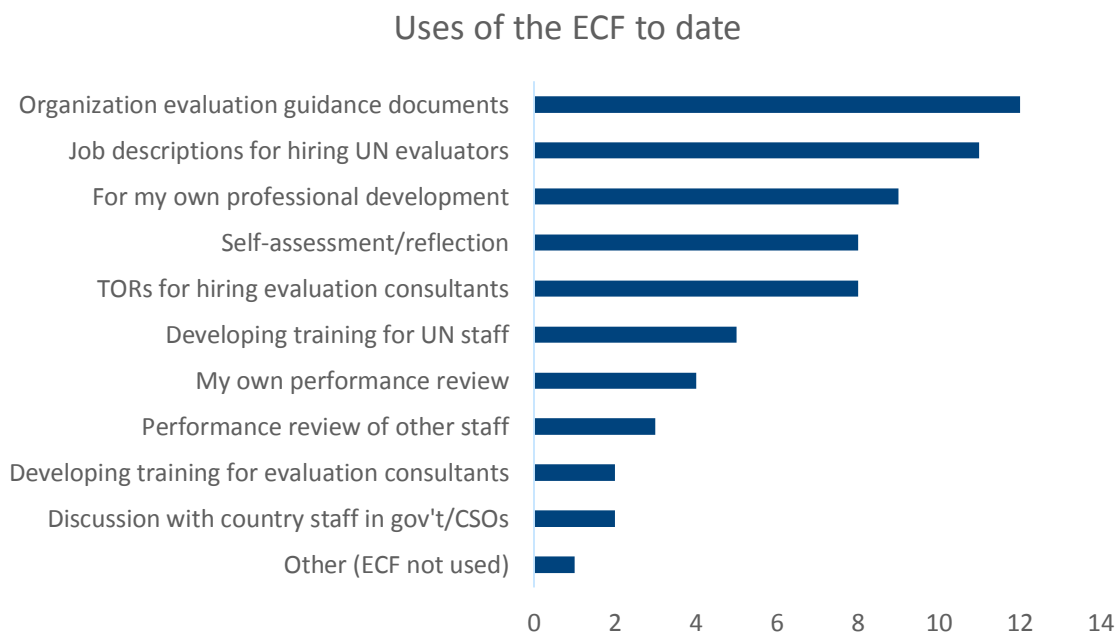 Uses of the ECF to date
Organization evaluation guidance documents
Job descriptions for hiring UN evaluators
For my own professional development
Self-assessment/reflection
TORs for hiring evaluation consultants
Developing training for UN staff
My own performance review
Performance review of other staff
Developing training for evaluation consultants
Discussion with country staff in gov't/CSOs
Other (ECF not used)
0 2 4 6 8 10 12 14